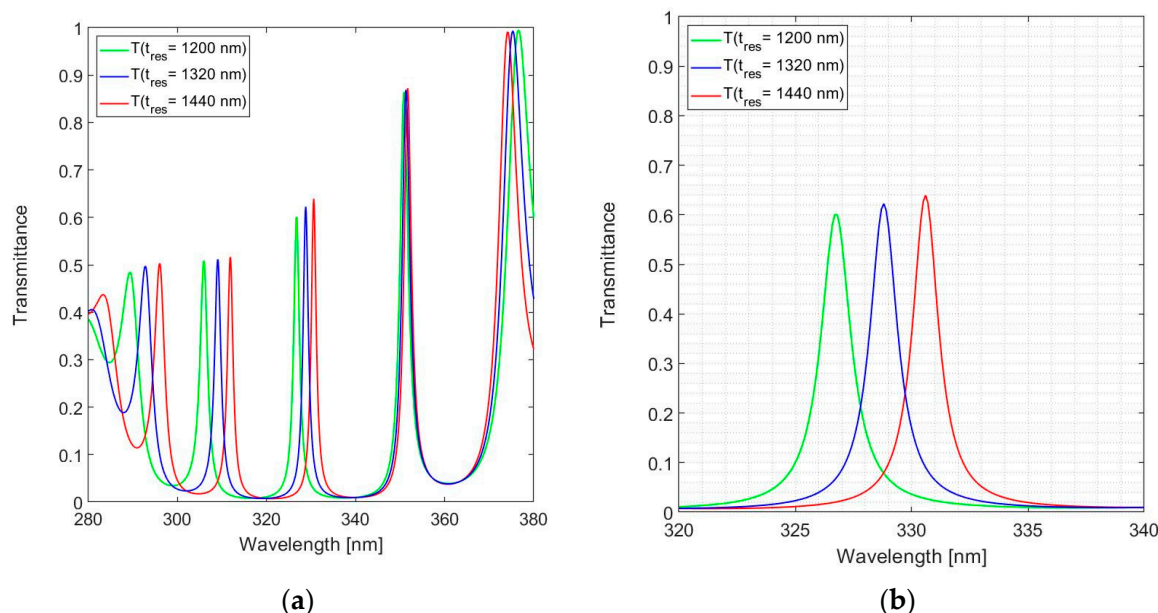 1
0.9
0.8
0.7
0.6
0.5
0.4
0.3
0.2
0.1
0
Transmittance
T(t_res= 1200 nm)
T(t_res= 1320 nm)
T(t_res= 1440 nm)
280 300 320 340 360 380
Wavelength [nm]
(a)
1
0.9
0.8
0.7
0.6
0.5
0.4
0.3
0.2
0.1
0
Transmittance
T(t_res= 1200 nm)
T(t_res= 1320 nm)
T(t_res= 1440 nm)
320 325 330 335 340
Wavelength [nm]
(b)